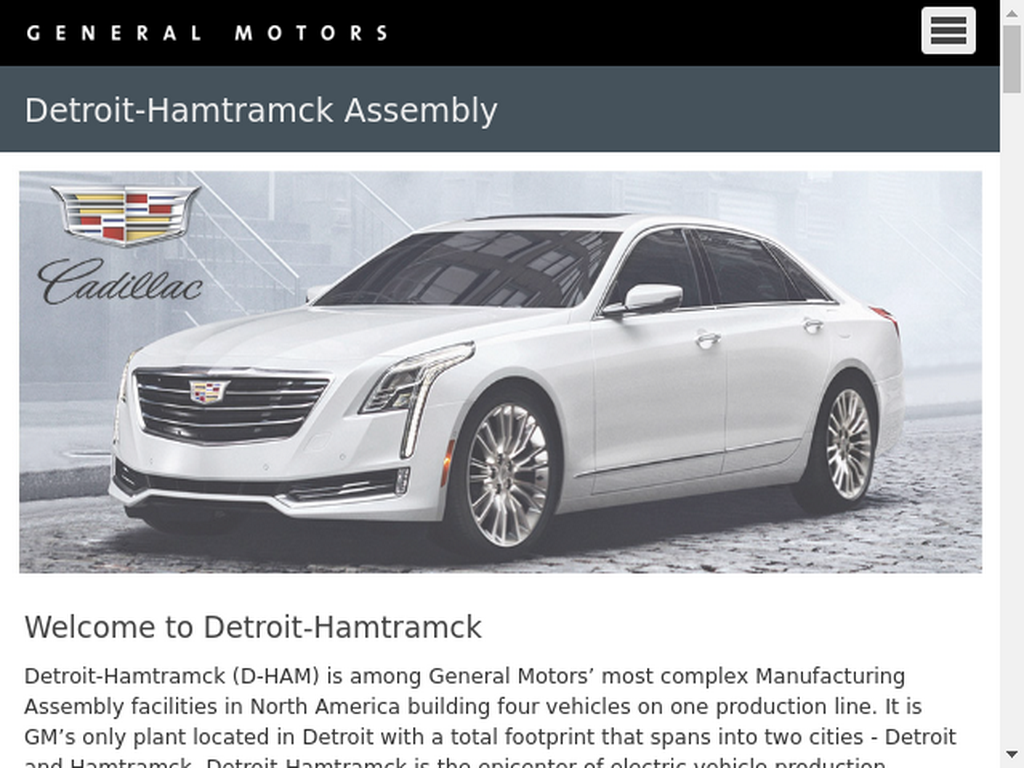 GENERAL MOTORS
Detroit-Hamtramck Assembly
Cadillac
Welcome to Detroit-Hamtramck
Detroit-Hamtramck (D-HAM) is among General Motors’ most complex Manufacturing
Assembly facilities in North America building four vehicles on one production line. It is
GM’s only plant located in Detroit with a total footprint that spans into two cities - Detroit
and Hamtramck. Detroit-Hamtramck is the epicenter of electric vehicle production